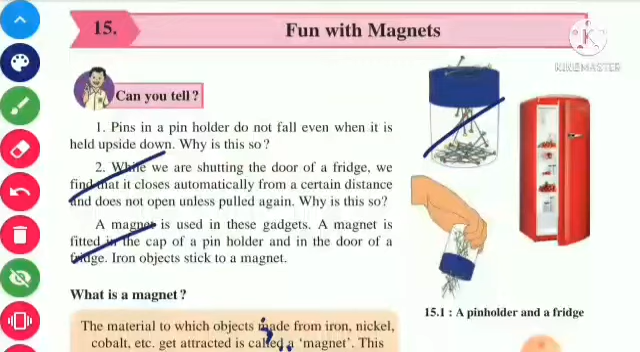 15.
Fun with Magnets
KINEMASTER
Can you tell?
1. Pins in a pin holder do not fall even when it is
held upside down. Why is this so?
2. While we are shutting the door of a fridge, we
find that it closes automatically from a certain distance
and does not open unless pulled again. Why is this so?
A magnet is used in these gadgets. A magnet is
fitted in the cap of a pin holder and in the door of a
fridge. Iron objects stick to a magnet.
What is a magnet?
15.1 : A pinholder and a fridge
The material to which objects made from iron, nickel,
cobalt, etc. get attracted is called a ‘magnet’. This